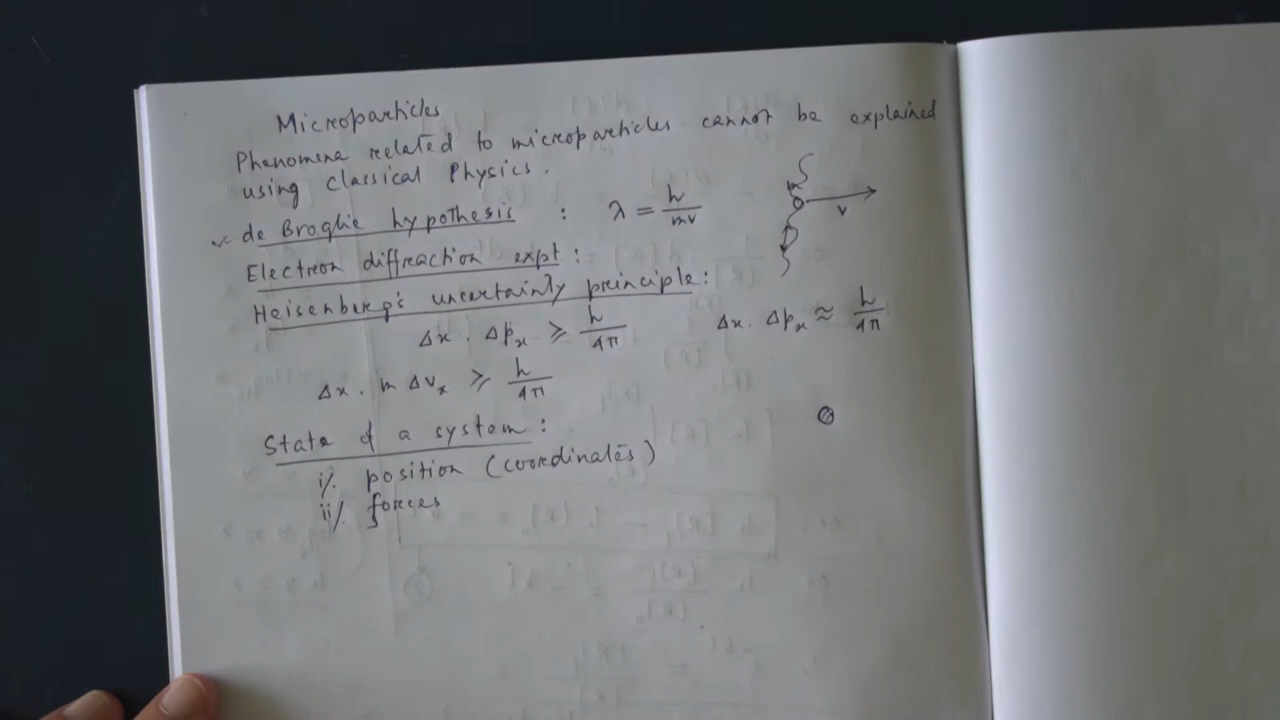 Microparticles
Phenomena related to microparticles cannot be explained
using Classical Physics.
de Broglie hypothesis : λ = h/mv
m
v
Electron diffraction expt :
Heisenberg's uncertainty principle :
Δx . Δpₓ ⩾ h/4π Δx. Δpₓ ≈ h/4π
Δx . m Δvₓ ⩾ h/4π
State of a system :
i/. position (coordinates)
ii/. forces